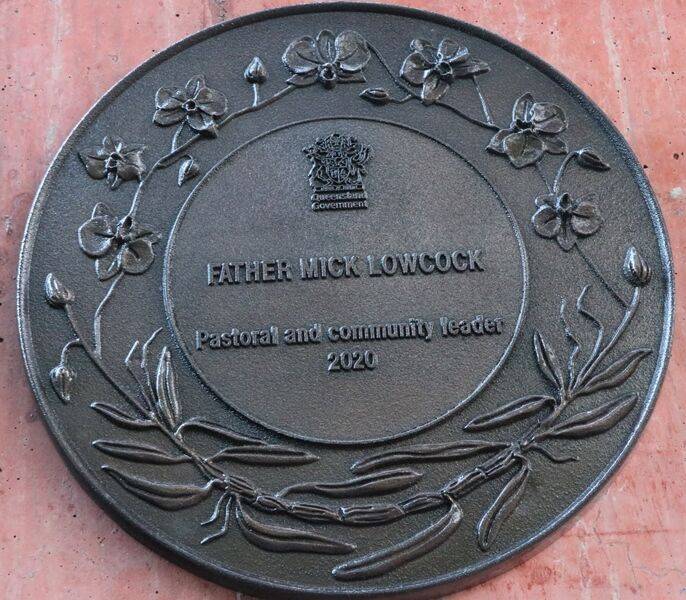 Queensland
Government
FATHER MICK LOWCOCK
Pastoral and community leader
2020